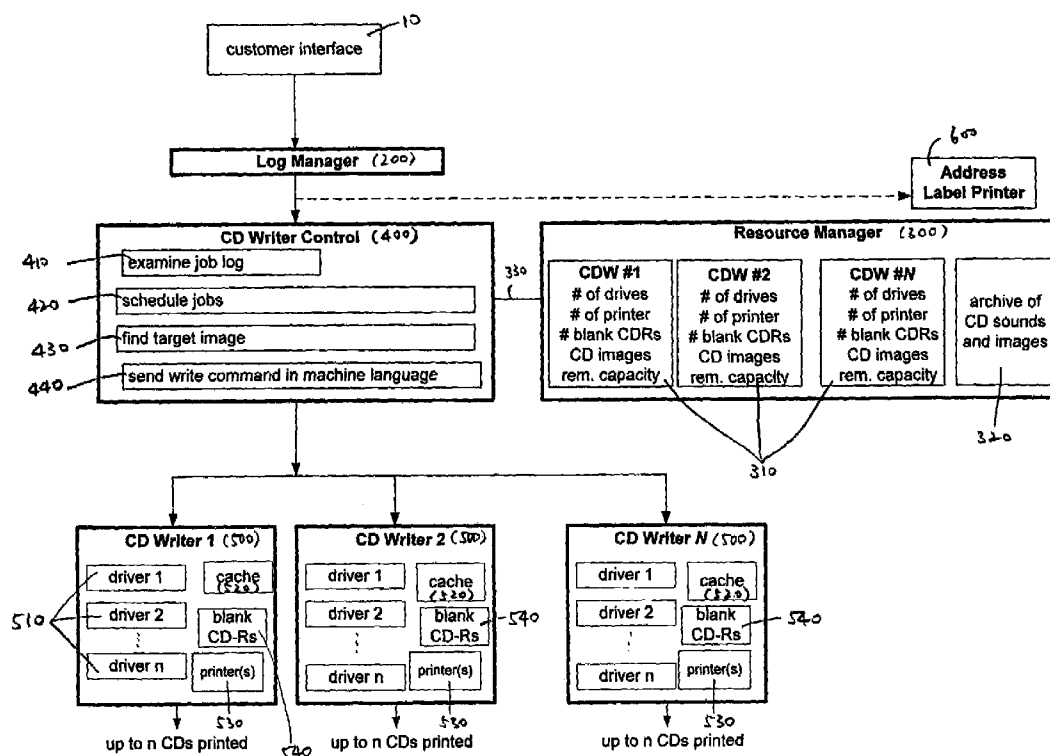 10
customer interface
Log Manager (200)
600
Address
Label Printer
CD Writer Control (400)
410
examine job log
420
schedule jobs
430
find target image
440
send write command in machine language
330
Resource Manager (300)
CDW #1
# of drives
# of printer
# blank CDRs
CD images
rem. capacity
CDW #2
# of drives
# of printer
# blank CDRs
CD images
rem. capacity
CDW #N
# of drives
# of printer
# blank CDRs
CD images
rem. capacity
archive of
CD sounds
and images
310
320
CD Writer 1 (500)
510
driver 1
driver 2
driver n
cache
(520)
blank
CD-Rs
printer(s)
530
540
up to n CDs printed
CD Writer 2 (500)
driver 1
driver 2
driver n
cache
(520)
blank
CD-Rs
540
printer(s)
530
up to n CDs printed
CD Writer N (500)
driver 1
driver 2
driver n
cache
(520)
blank
CD-Rs
540
printer(s)
530
up to n CDs printed